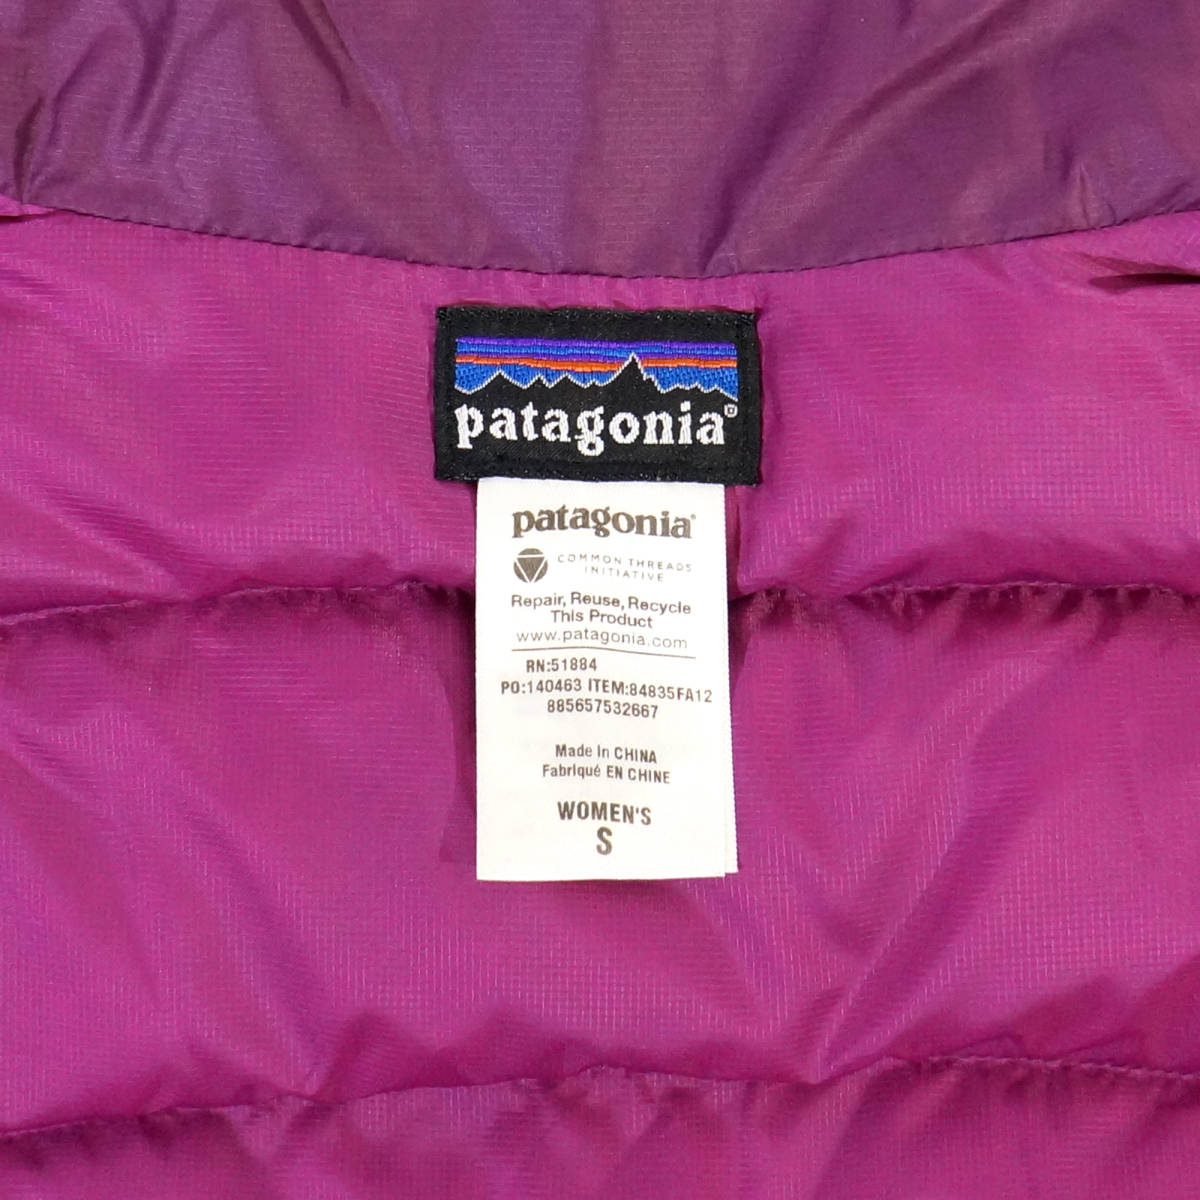 patagonia®
patagonia®
COMMON THREADS
INITIATIVE
Repair, Reuse, Recycle
This Product
www.patagonia.com
RN:51884
PO:140463 ITEM:84835FA12
885657532667
Made In CHINA
Fabriqué EN CHINE
WOMEN'S
S